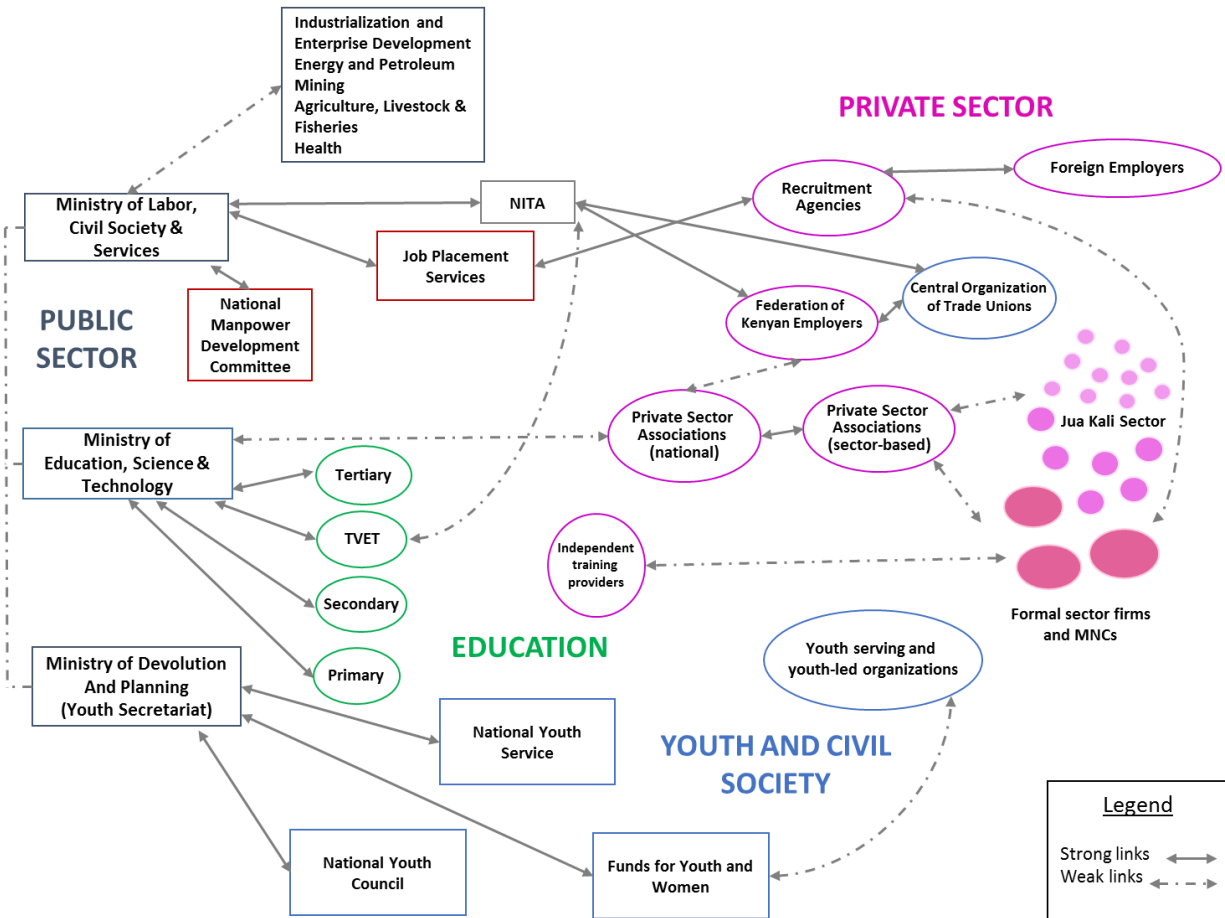 Industrialization and
Enterprise Development
Energy and Petroleum
Mining
Agriculture, Livestock &
Fisheries
Health
PRIVATE SECTOR
Foreign Employers
Recruitment
Agencies
Ministry of Labor,
Civil Society &
Services
NITA
Job Placement
Services
National
Manpower
Development
Committee
PUBLIC
SECTOR
Federation of
Kenyan Employers
Central Organization
of Trade Unions
Private Sector
Associations
(national)
Private Sector
Associations
(sector-based)
Jua Kali Sector
Ministry of
Education, Science &
Technology
Tertiary
TVET
Secondary
Primary
Independent
training
providers
Formal sector firms
and MNCs
EDUCATION
Ministry of Devolution
And Planning
(Youth Secretariat)
Youth serving and
youth-led organizations
National Youth
Service
YOUTH AND CIVIL
SOCIETY
National Youth
Council
Funds for Youth and
Women
Legend
Strong links
Weak links